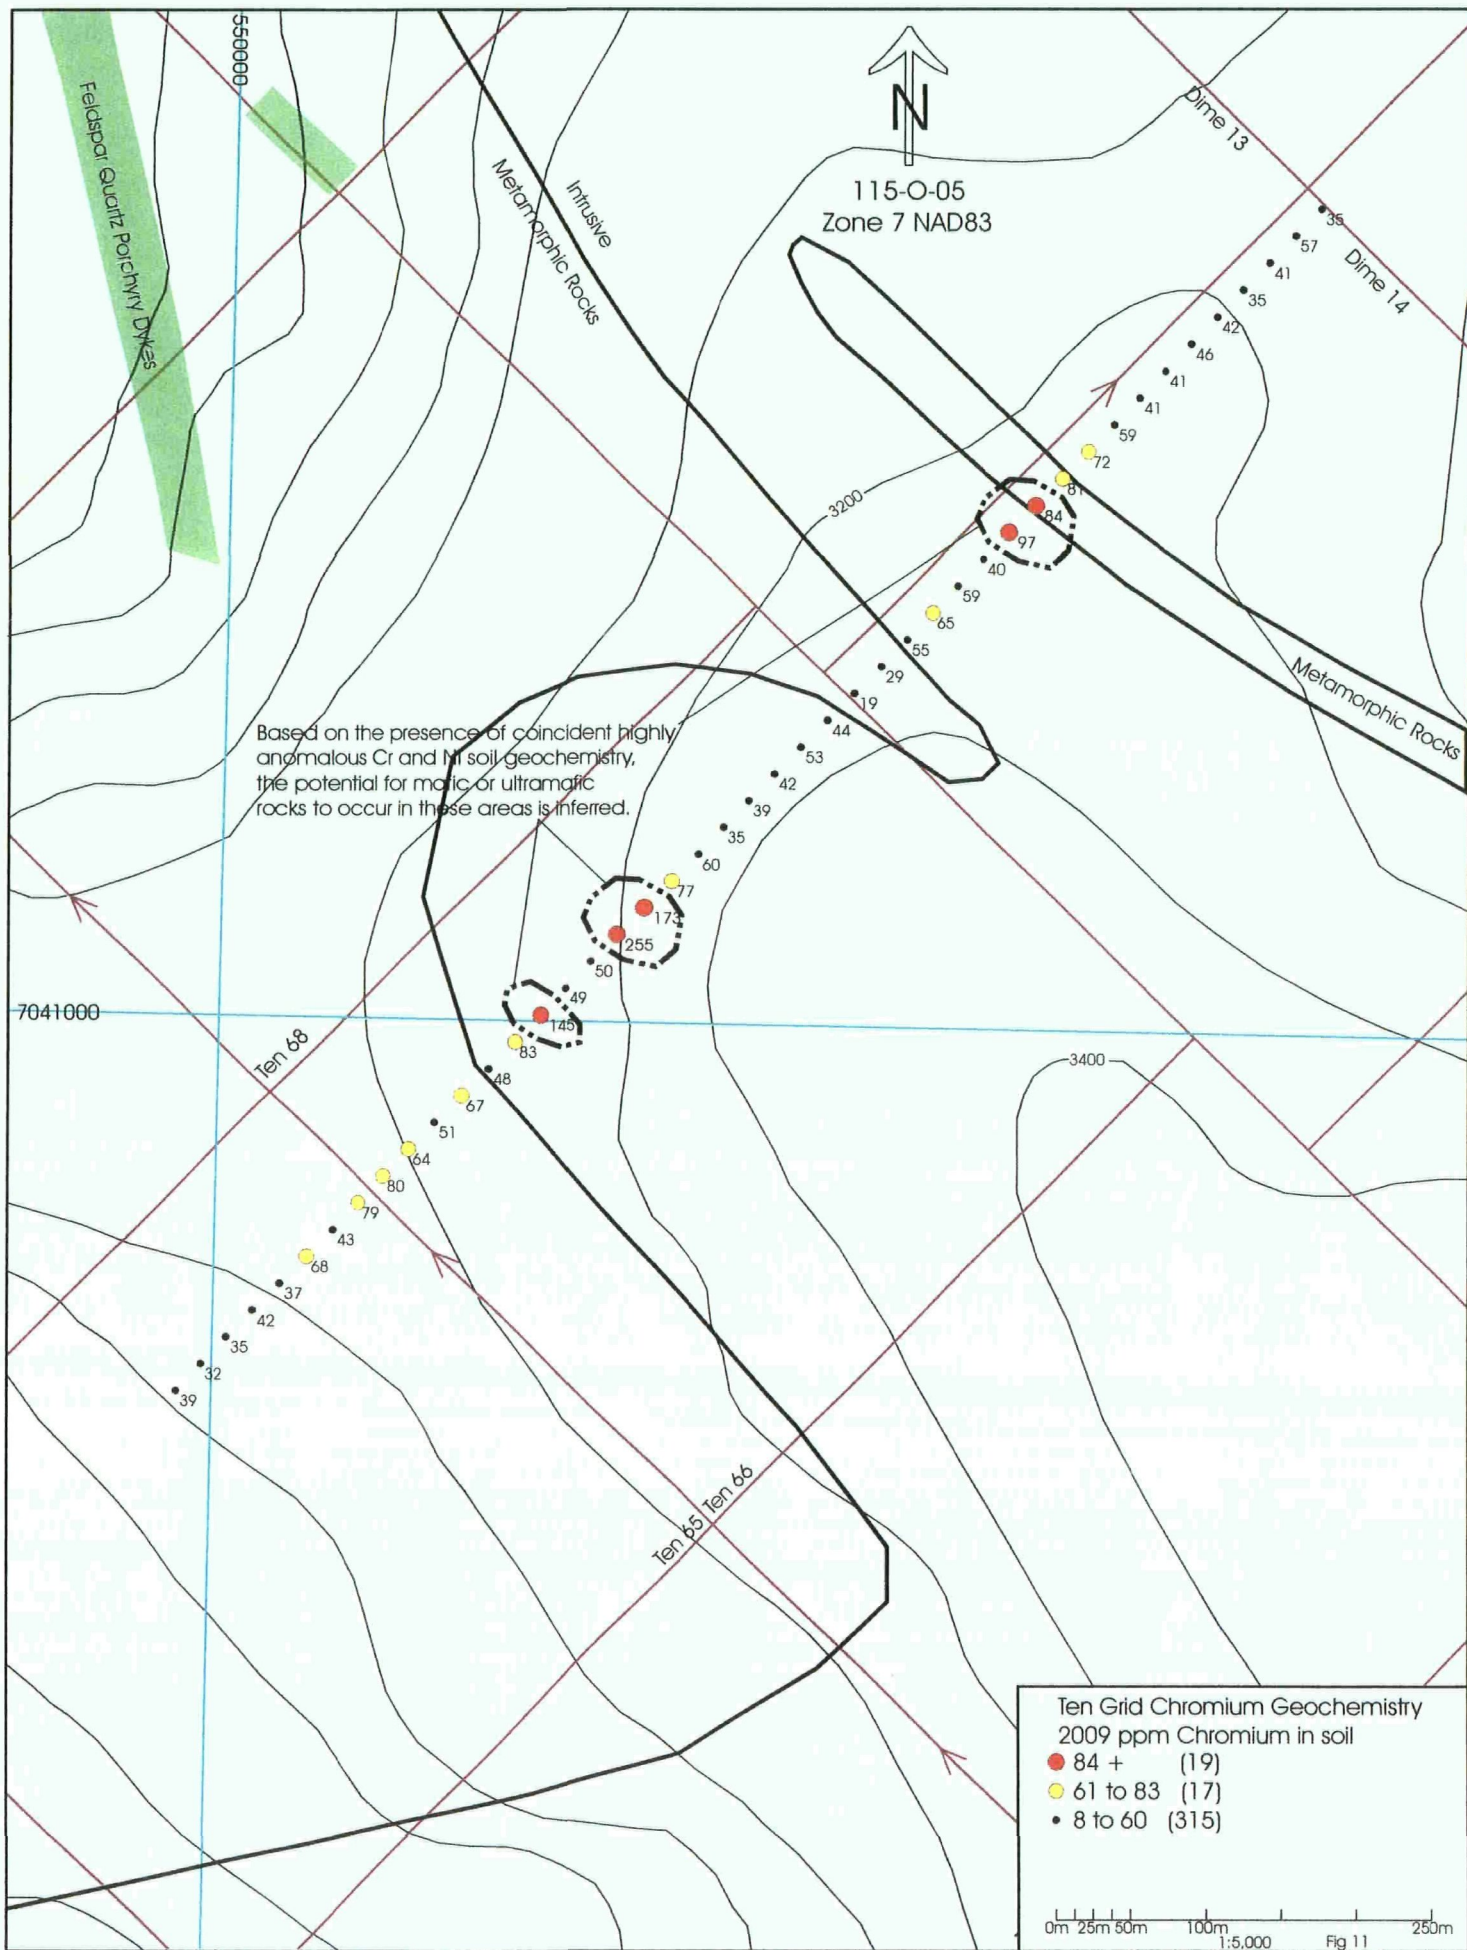 550000
Feldspar Quartz Porphyry Dykes
Intrusive
Metamorphic Rocks
N
115-O-05
Zone 7 NAD83
Dime 13
Dime 14
35
57
41
35
42
46
41
41
59
72
81
84
97
40
59
65
55
29
19
44
53
42
39
35
60
77
173
255
50
49
145
83
48
67
51
64
80
79
43
68
37
42
35
32
39
3200
Metamorphic Rocks
Based on the presence of coincident highly
anomalous Cr and Ni soil geochemistry,
the potential for mafic or ultramafic
rocks to occur in these areas is inferred.
7041000
Ten 68
3400
Ten 65 Ten 66
Ten Grid Chromium Geochemistry
2009 ppm Chromium in soil
84 + (19)
61 to 83 (17)
8 to 60 (315)
0m 25m 50m 100m 250m
1:5,000 Fig 11